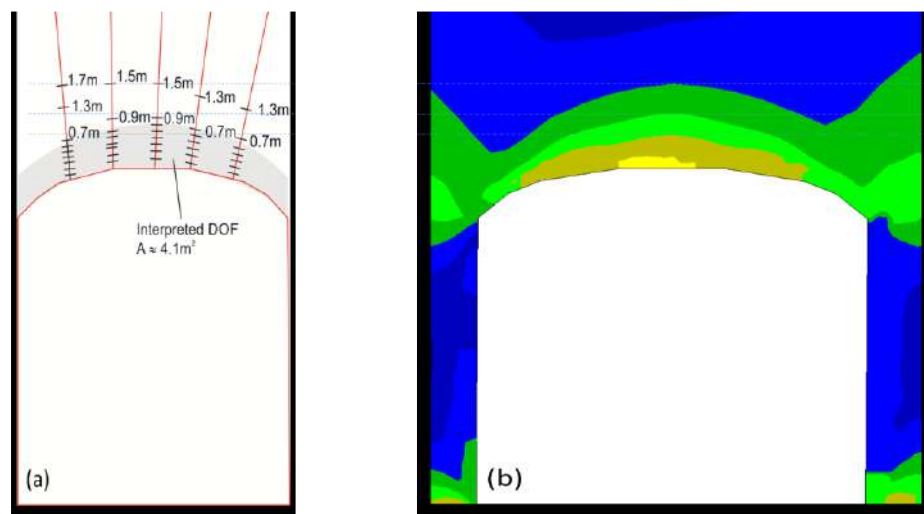 1.7m 1.5m 1.5m
1.3m 1.3m 1.3m
0.9m 0.9m
0.7m 0.7m 0.7m
Interpreted DOF
A ≈ 4.1m²
(a) (b)